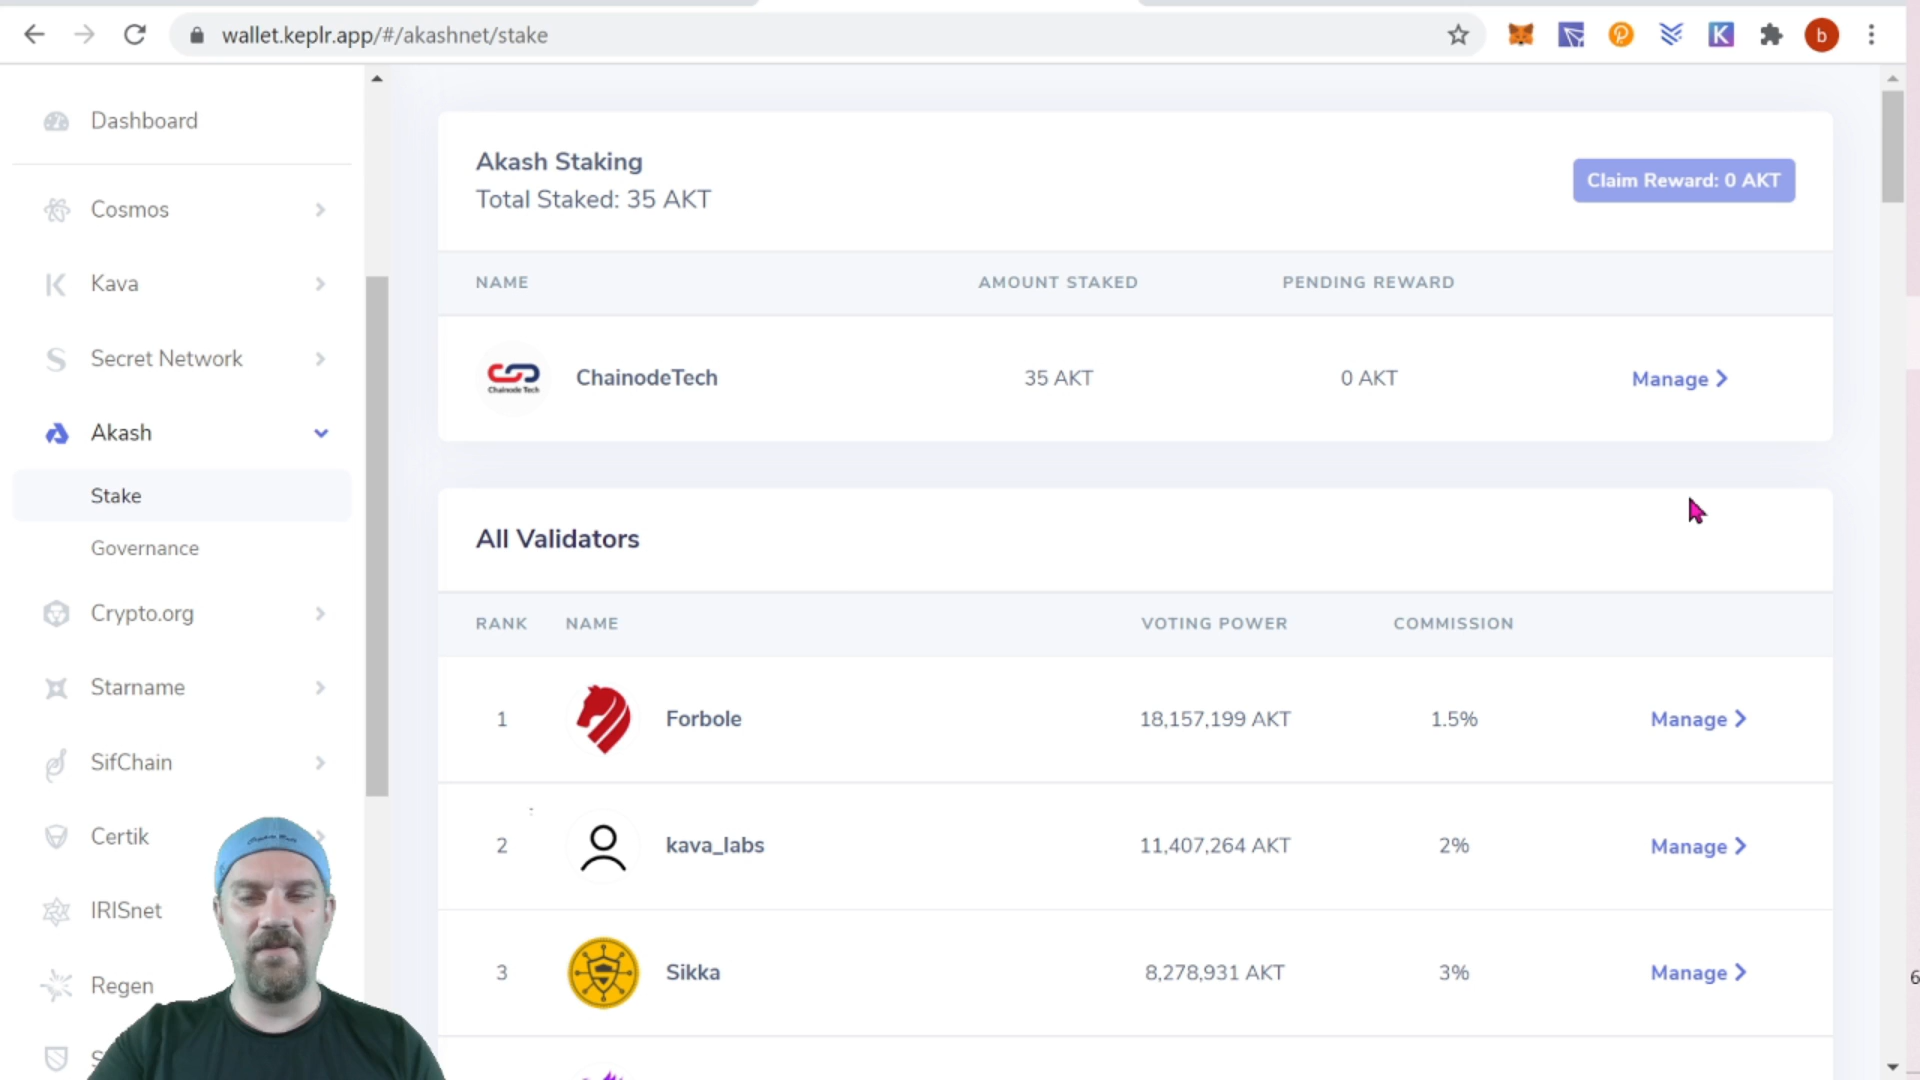 wallet.keplr.app/#/akashnet/stake
b
Dashboard
Cosmos
Kava
Secret Network
Akash
Stake
Governance
Crypto.org
Starname
SifChain
Certik
IRISnet
Regen
S
Akash Staking
Total Staked: 35 AKT
Claim Reward: 0 AKT
NAME AMOUNT STAKED PENDING REWARD
Chainode Tech
ChainodeTech 35 AKT 0 AKT Manage
All Validators
RANK NAME VOTING POWER COMMISSION
1 Forbole 18,157,199 AKT 1.5% Manage
2 kava_labs 11,407,264 AKT 2% Manage
3 Sikka 8,278,931 AKT 3% Manage
6